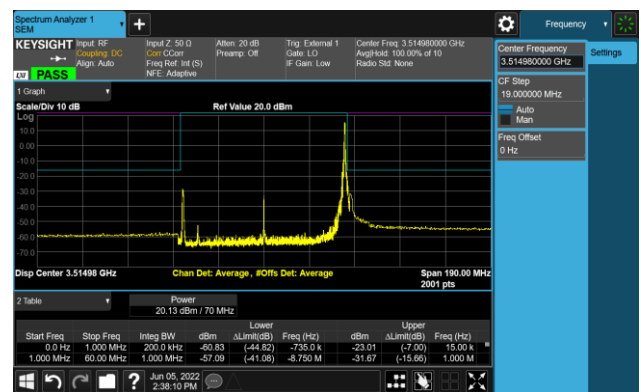 Spectrum Analyzer 1
SEM
Frequency
KEYSIGHT
Input: RF
Coupling: DC
Align: Auto
Input Z: 50 Ω
Corr CCorr
Freq Ref: Int (S)
NFE: Adaptive
Atten: 20 dB
Preamp: Off
Trig: External 1
Gate: LO
IF Gain: Low
Center Freq: 3.514980000 GHz
Avg|Hold: 100.00% of 10
Radio Std: None
LXI
PASS
Center Frequency
3.514980000 GHz
Settings
CF Step
19.000000 MHz
Auto
Man
Freq Offset
0 Hz
1 Graph
Scale/Div 10 dB
Ref Value 20.0 dBm
Log
10.0
0.00
-10.0
-20.0
-30.0
-40.0
-50.0
-60.0
-70.0
Disp Center 3.51498 GHz
Chan Det: Average, #Offs Det: Average
Span 190.00 MHz
2001 pts
2 Table
Power
20.13 dBm / 70 MHz
Lower
Upper
Start Freq Stop Freq Integ BW dBm ΔLimit(dB) Freq (Hz) dBm ΔLimit(dB) Freq (Hz)
0.0 Hz 1.000 MHz 200.0 kHz -60.83 (-44.82) -735.0 k -23.01 (-7.00) 15.00 k
1.000 MHz 60.00 MHz 1.000 MHz -57.09 (-41.08) -8.750 M -31.67 (-15.66) 1.000 M
?
Jun 05, 2022
2:38:10 PM